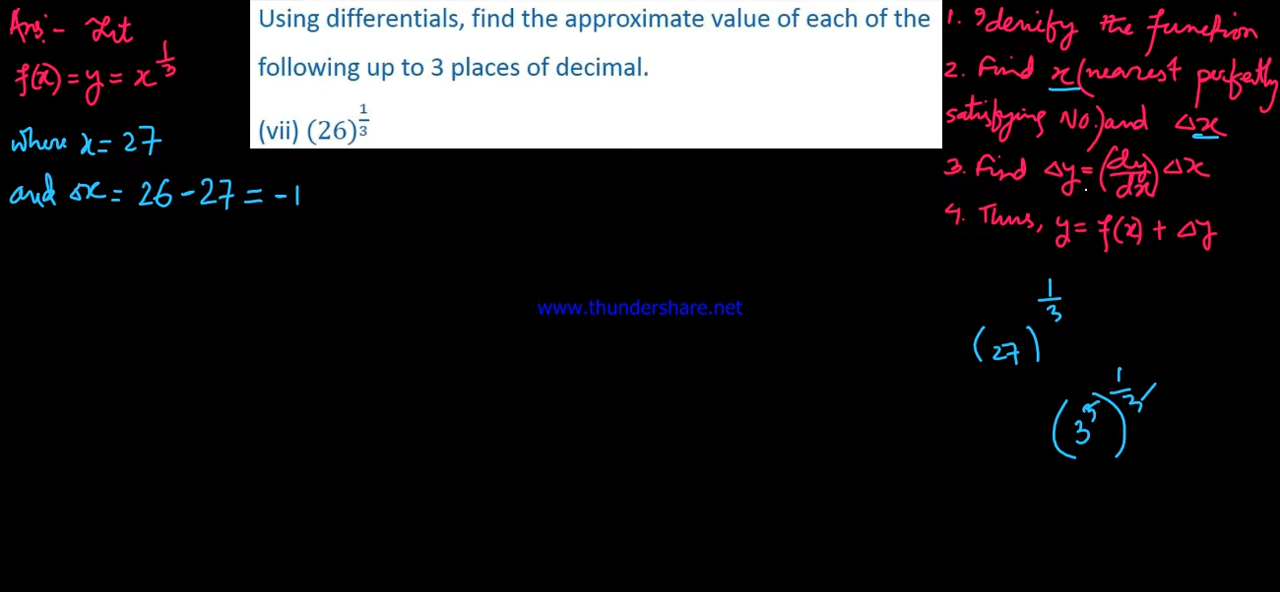 Ans:- Let
f(x) = y = x^{1/3}
where x = 27
and Δx = 26 - 27 = -1
Using differentials, find the approximate value of each of the
following up to 3 places of decimal.
(vii) (26)^{1/3}
1. Idenify the function
2. Find x (nearest perfectly
satisfying No.) and Δx
3. Find Δy = (dy/dx) Δx
4. Thus, y = f(x) + Δy
www.thundershare.net
(27)^{1/3}
(3^3)^{1/3}